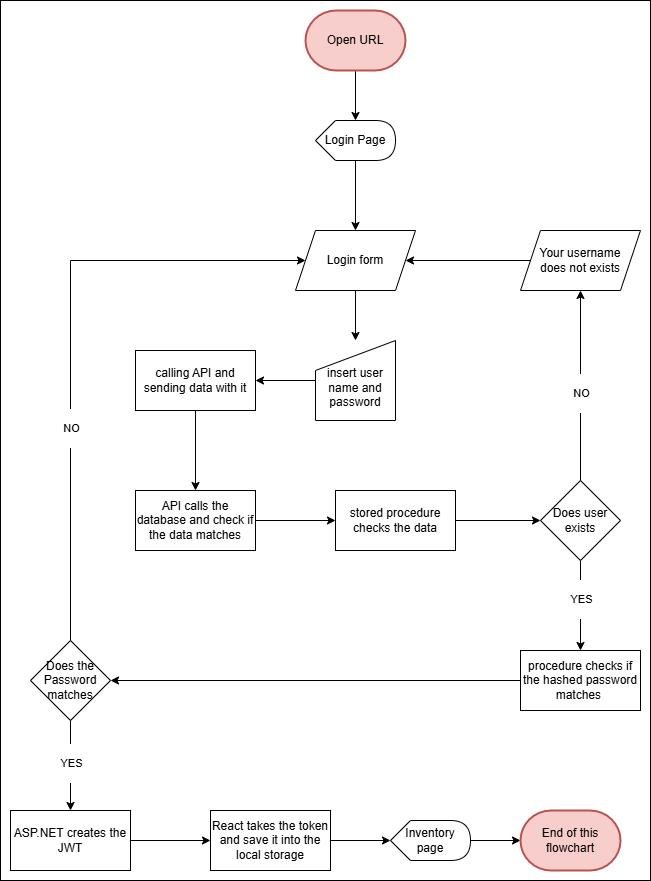 Open URL
Login Page
Login form
Your username
does not exists
insert user
name and
password
calling API and
sending data with it
NO
NO
API calls the
database and check if
the data matches
stored procedure
checks the data
Does user
exists
YES
procedure checks if
the hashed password
matches
Does the
Password
matches
YES
ASP.NET creates the
JWT
React takes the token
and save it into the
local storage
Inventory
page
End of this
flowchart